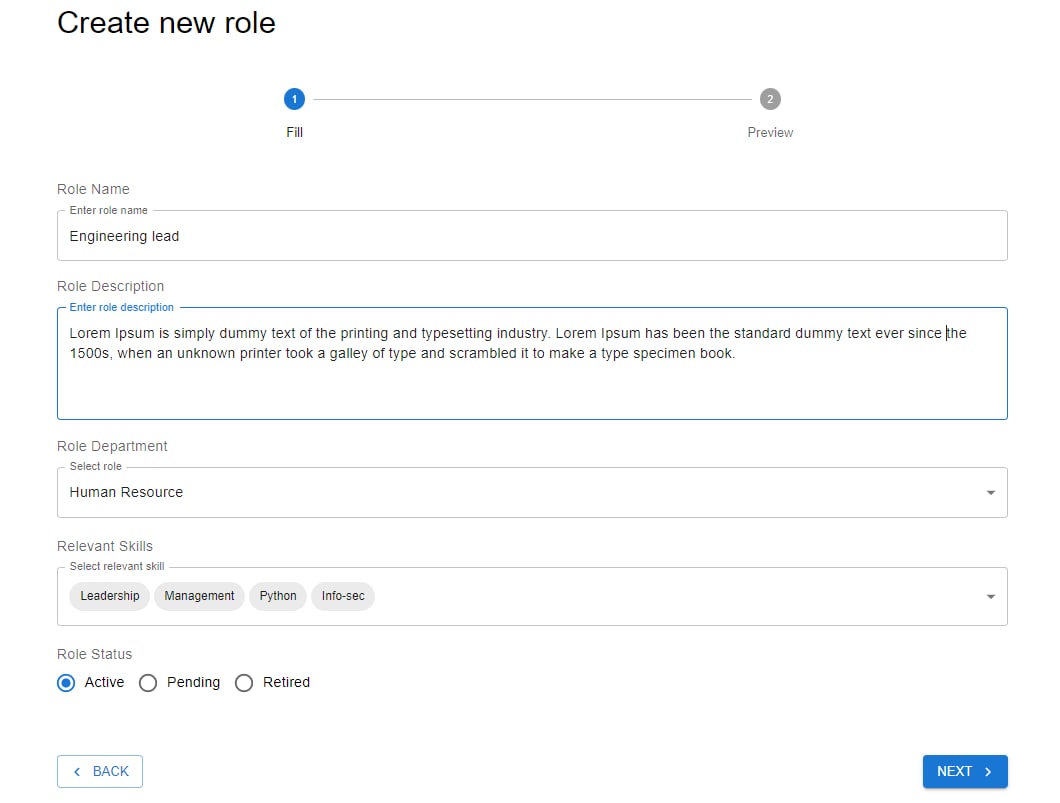 Create new role
1
2
Fill
Preview
Role Name
Enter role name
Engineering lead
Role Description
Enter role description
Lorem Ipsum is simply dummy text of the printing and typesetting industry. Lorem Ipsum has been the standard dummy text ever since the
1500s, when an unknown printer took a galley of type and scrambled it to make a type specimen book.
Role Department
Select role
Human Resource
Relevant Skills
Select relevant skill
Leadership Management Python Info-sec
Role Status
Active Pending Retired
BACK
NEXT